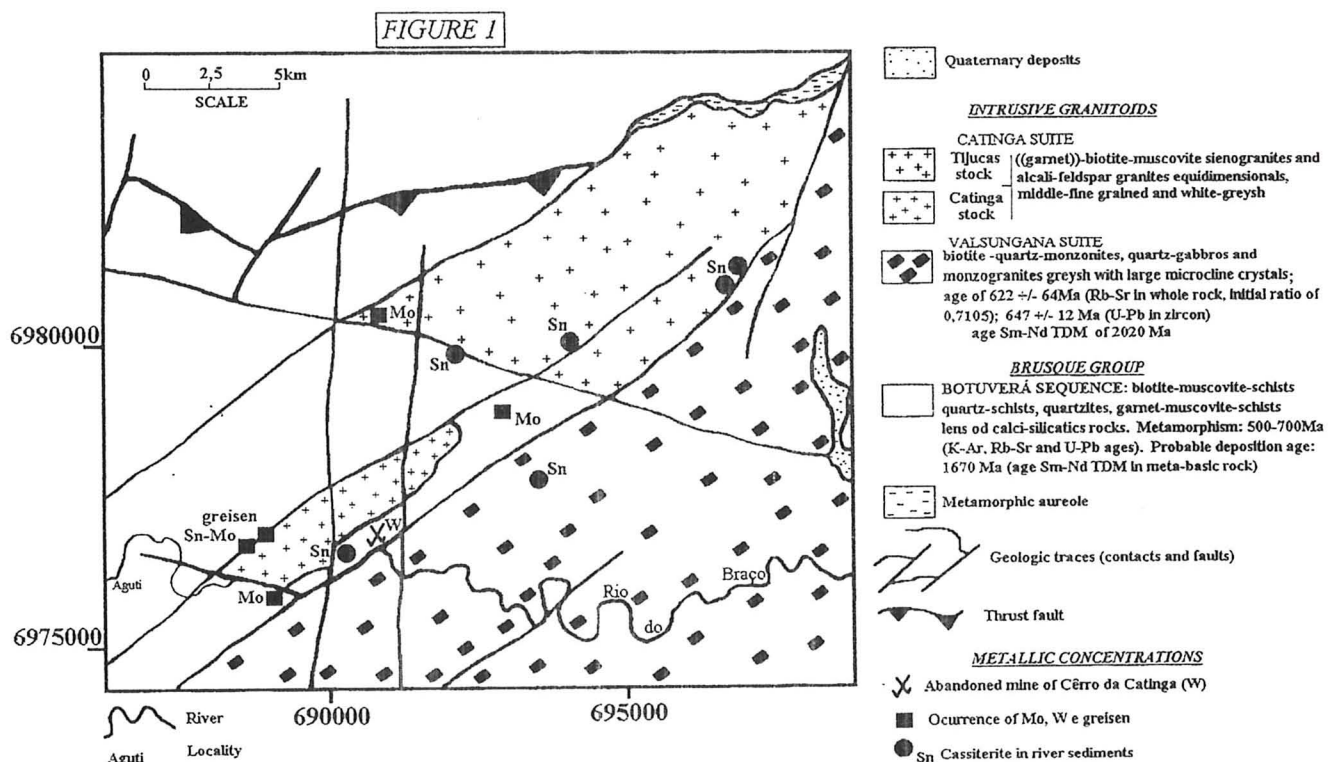 FIGURE 1
0 2,5 5km
SCALE
Mo
Sn
Sn
Sn
Mo
Sn
greisen
Sn-Mo
W
Sn
Mo
Aguti
Rio
do
Braço
6980000
6975000
690000
695000
River
Aguti
Locality
Quaternary deposits
INTRUSIVE GRANITOIDS
CATINGA SUITE
Tijucas
stock
((garnet))-biotite-muscovite sienogranites and
alcali-feldspar granites equidimensionals,
middle-fine grained and white-greysh
Catinga
stock
VALSUNGANA SUITE
biotite -quartz-monzonites, quartz-gabbros and
monzogranites greysh with large microcline crystals;
age of 622 +/- 64Ma (Rb-Sr in whole rock, initial ratio of
0,7105); 647 +/- 12 Ma (U-Pb in zircon)
age Sm-Nd TDM of 2020 Ma
BRUSQUE GROUP
BOTUVERÁ SEQUENCE: biotite-muscovite-schists
quartz-schists, quartzites, garnet-muscovite-schists
lens od calci-silicatics rocks. Metamorphism: 500-700Ma
(K-Ar, Rb-Sr and U-Pb ages). Probable deposition age:
1670 Ma (age Sm-Nd TDM in meta-basic rock)
Metamorphic aureole
Geologic traces (contacts and faults)
Thrust fault
METALLIC CONCENTRATIONS
Abandoned mine of Cêrro da Catinga (W)
Ocurrence of Mo, W e greisen
Sn Cassiterite in river sediments